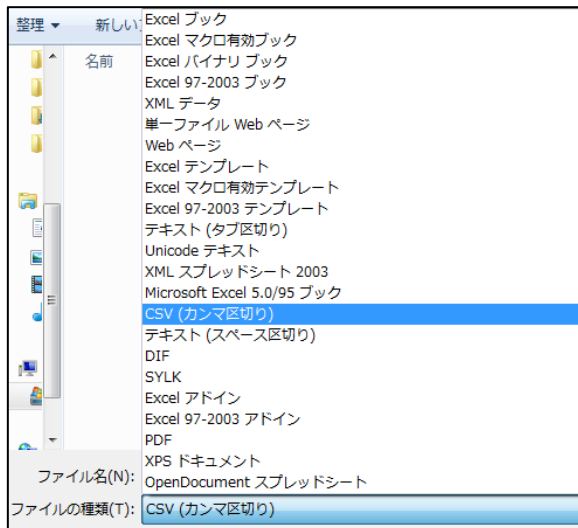 整理 ▼ 新しい
名前
Excel ブック
Excel マクロ有効ブック
Excel バイナリ ブック
Excel 97-2003 ブック
XML データ
単一ファイル Web ページ
Web ページ
Excel テンプレート
Excel マクロ有効テンプレート
Excel 97-2003 テンプレート
テキスト (タブ区切り)
Unicode テキスト
XML スプレッドシート 2003
Microsoft Excel 5.0/95 ブック
CSV (カンマ区切り)
テキスト (スペース区切り)
DIF
SYLK
Excel アドイン
Excel 97-2003 アドイン
PDF
XPS ドキュメント
OpenDocument スプレッドシート
ファイル名(N):
ファイルの種類(T): CSV (カンマ区切り)